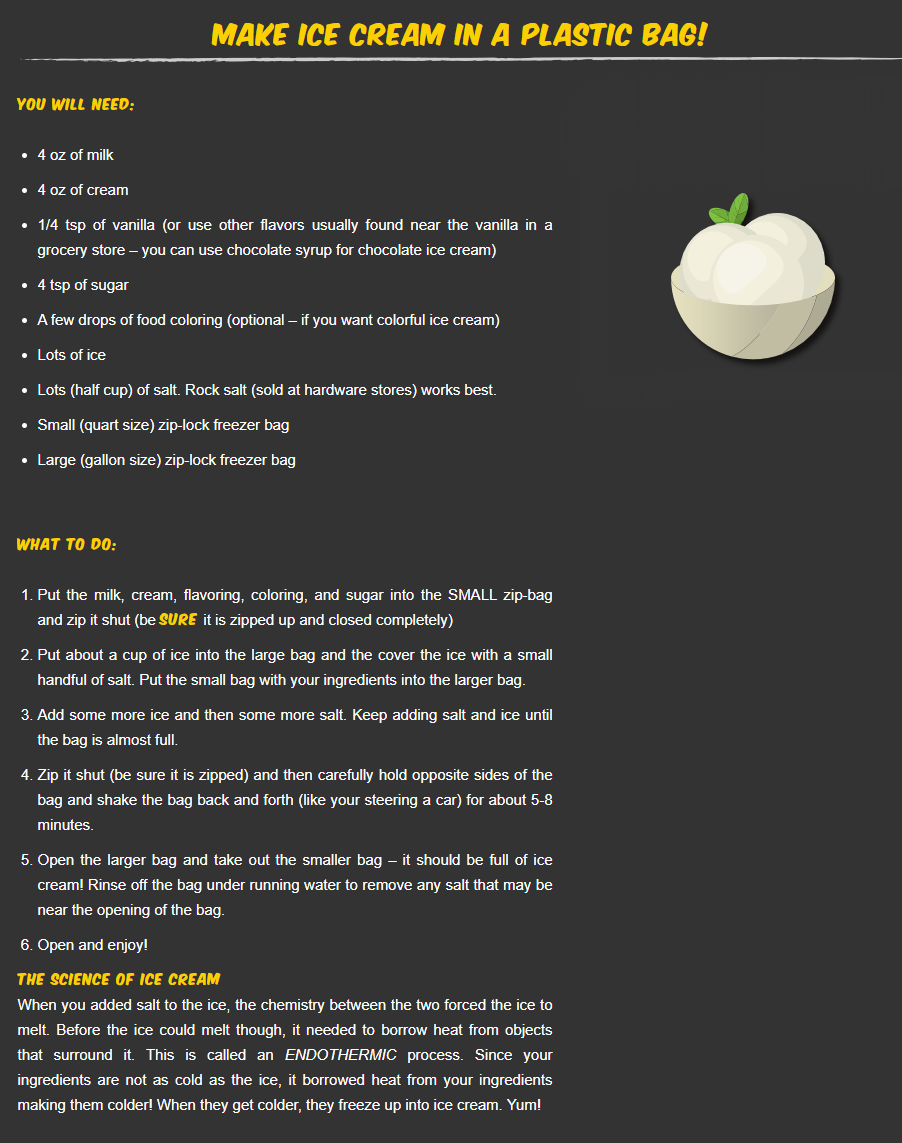 MAKE ICE CREAM IN A PLASTIC BAG!
YOU WILL NEED:
• 4 oz of milk
• 4 oz of cream
• 1/4 tsp of vanilla (or use other flavors usually found near the vanilla in a
grocery store – you can use chocolate syrup for chocolate ice cream)
• 4 tsp of sugar
• A few drops of food coloring (optional – if you want colorful ice cream)
• Lots of ice
• Lots (half cup) of salt. Rock salt (sold at hardware stores) works best.
• Small (quart size) zip-lock freezer bag
• Large (gallon size) zip-lock freezer bag
WHAT TO DO:
1. Put the milk, cream, flavoring, coloring, and sugar into the SMALL zip-bag
and zip it shut (be SURE it is zipped up and closed completely)
2. Put about a cup of ice into the large bag and the cover the ice with a small
handful of salt. Put the small bag with your ingredients into the larger bag.
3. Add some more ice and then some more salt. Keep adding salt and ice until
the bag is almost full.
4. Zip it shut (be sure it is zipped) and then carefully hold opposite sides of the
bag and shake the bag back and forth (like your steering a car) for about 5-8
minutes.
5. Open the larger bag and take out the smaller bag – it should be full of ice
cream! Rinse off the bag under running water to remove any salt that may be
near the opening of the bag.
6. Open and enjoy!
THE SCIENCE OF ICE CREAM
When you added salt to the ice, the chemistry between the two forced the ice to
melt. Before the ice could melt though, it needed to borrow heat from objects
that surround it. This is called an ENDOTHERMIC process. Since your
ingredients are not as cold as the ice, it borrowed heat from your ingredients
making them colder! When they get colder, they freeze up into ice cream. Yum!